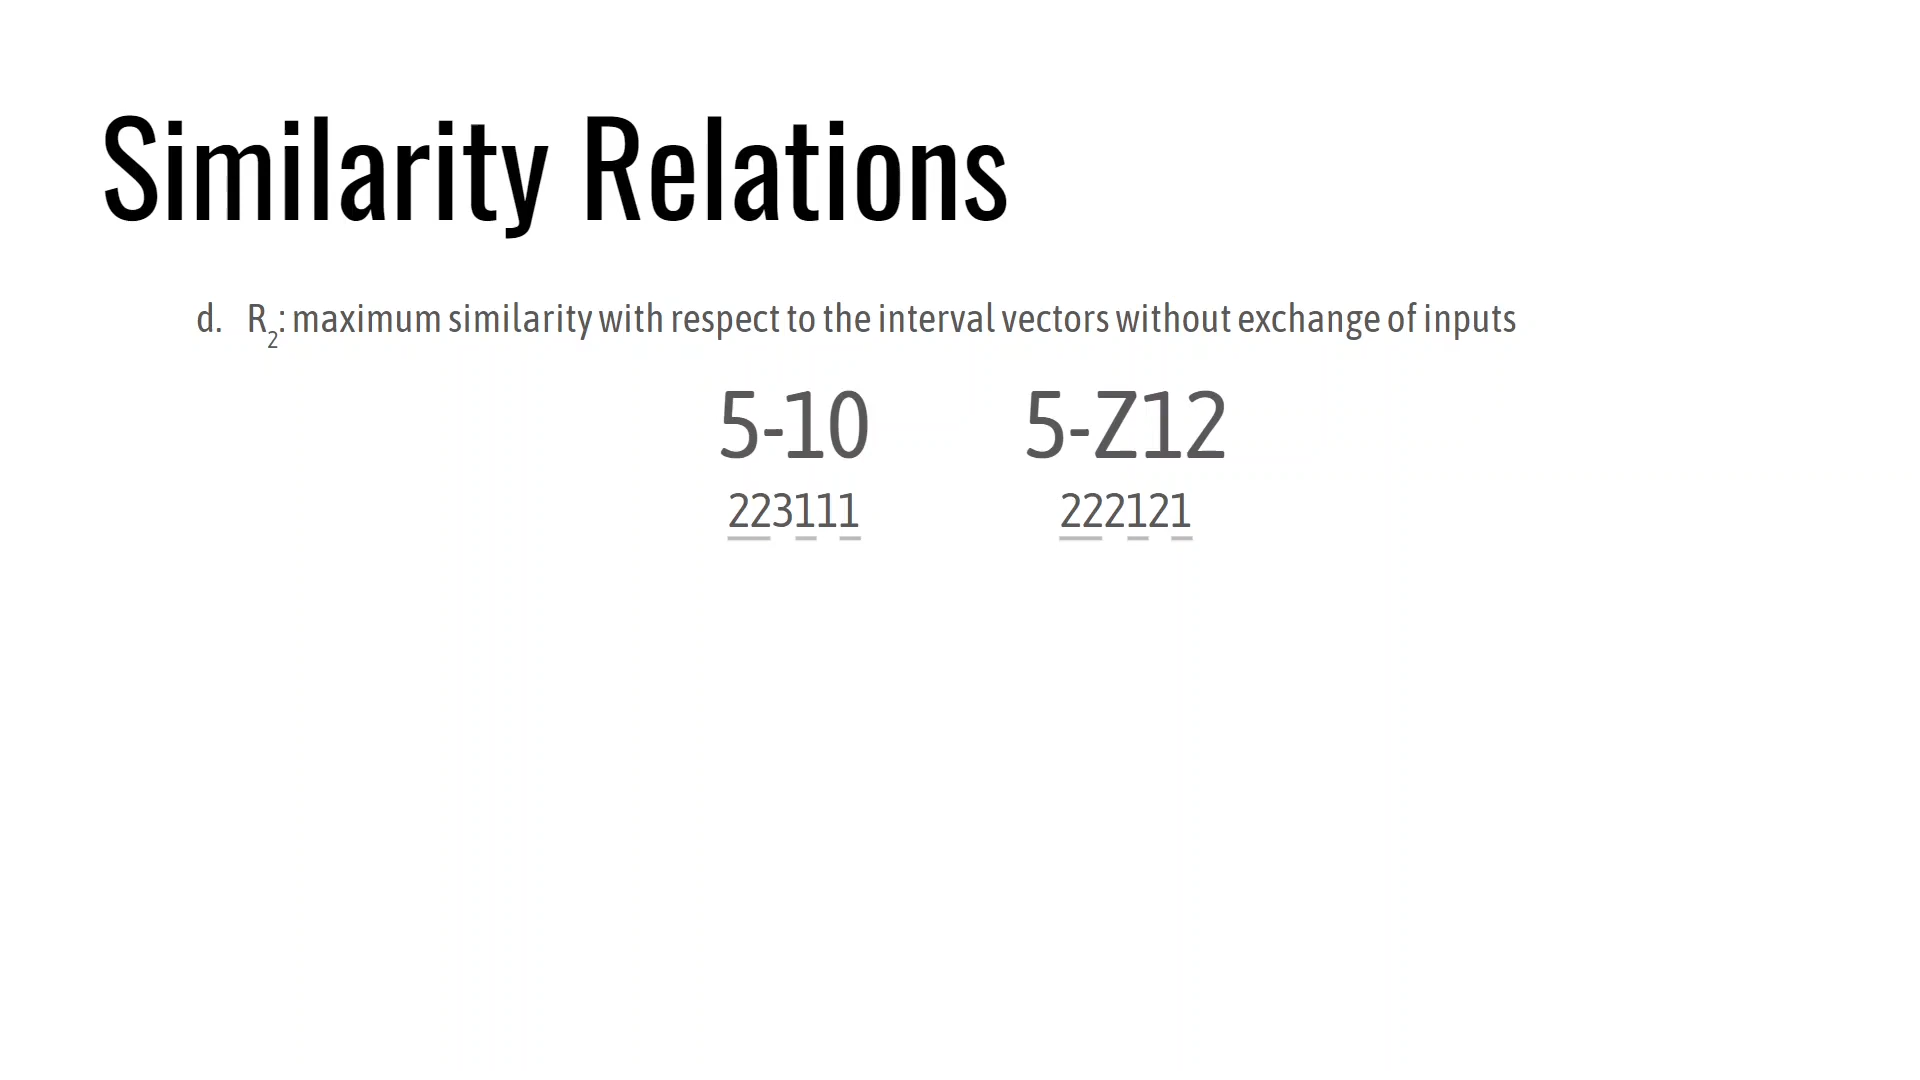 Similarity Relations
d. R₂: maximum similarity with respect to the interval vectors without exchange of inputs
5-10 5-Z12
223111 222121